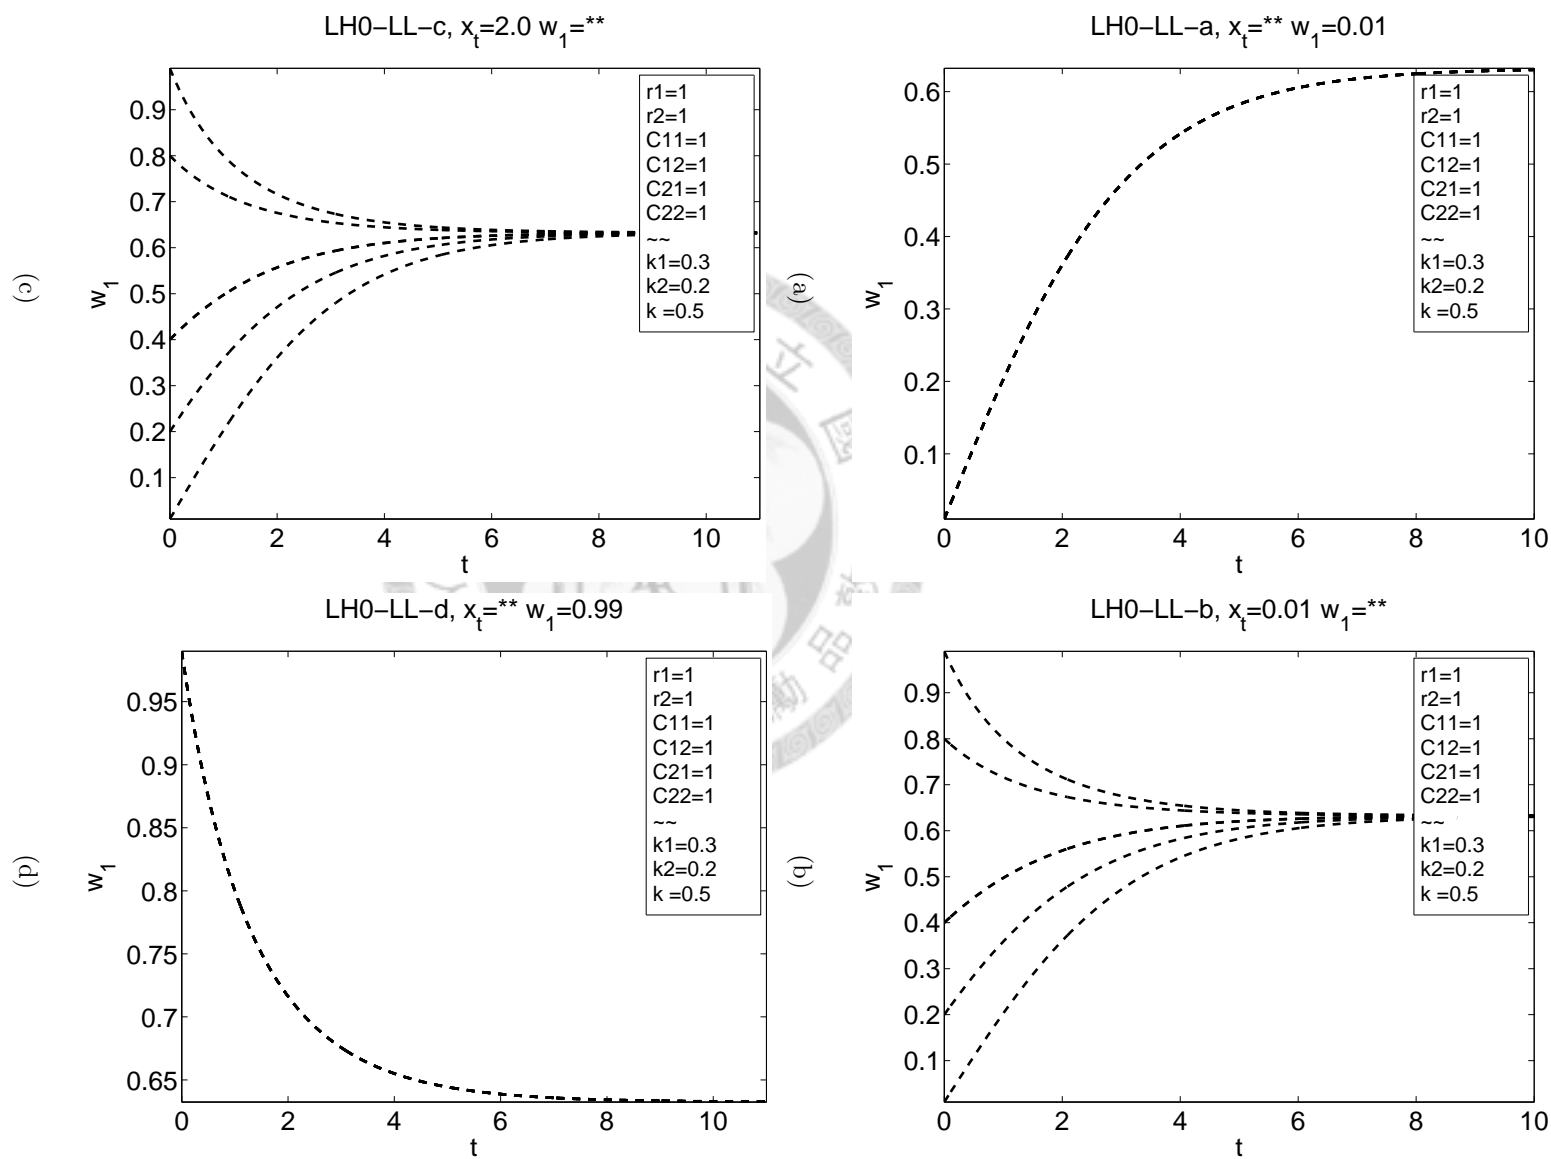 LH0−LL−c, x_t=2.0 w_1=**
0.9
0.8
0.7
0.6
0.5
0.4
0.3
0.2
0.1
w_1
0 2 4 6 8 10
t
r1=1
r2=1
C11=1
C12=1
C21=1
C22=1
~~
k1=0.3
k2=0.2
k =0.5
(c)
LH0−LL−a, x_t=** w_1=0.01
0.6
0.5
0.4
0.3
0.2
0.1
w_1
0 2 4 6 8 10
t
r1=1
r2=1
C11=1
C12=1
C21=1
C22=1
~~
k1=0.3
k2=0.2
k =0.5
(a)
立
國
LH0−LL−d, x_t=** w_1=0.99
0.95
0.9
0.85
0.8
0.75
0.7
0.65
w_1
0 2 4 6 8 10
t
r1=1
r2=1
C11=1
C12=1
C21=1
C22=1
~~
k1=0.3
k2=0.2
k =0.5
(d)
LH0−LL−b, x_t=0.01 w_1=**
0.9
0.8
0.7
0.6
0.5
0.4
0.3
0.2
0.1
w_1
0 2 4 6 8 10
t
r1=1
r2=1
C11=1
C12=1
C21=1
C22=1
~~
k1=0.3
k2=0.2
k =0.5
(b)
品
勵